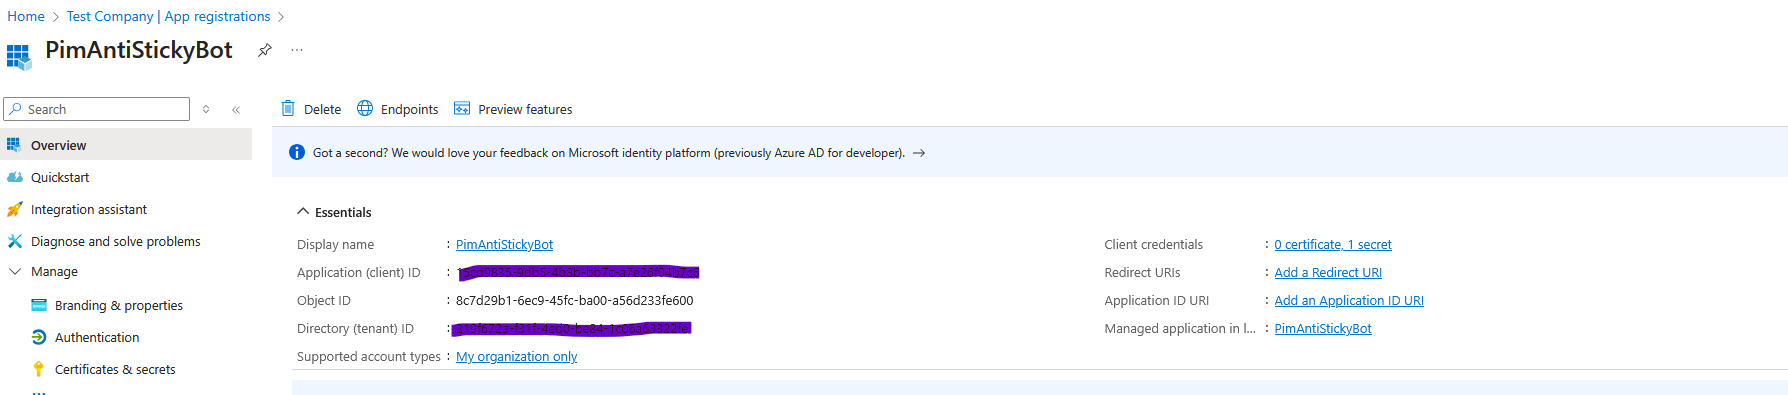 Home > Test Company | App registrations >
PimAntiStickyBot ...
Search
Overview
Quickstart
Integration assistant
Diagnose and solve problems
Manage
Branding & properties
Authentication
Certificates & secrets
Delete Endpoints Preview features
Got a second? We would love your feedback on Microsoft identity platform (previously Azure AD for developer). →
Essentials
Display name : PimAntiStickyBot
Application (client) ID :
Object ID : 8c7d29b1-6ec9-45fc-ba00-a56d233fe600
Directory (tenant) ID :
Supported account types : My organization only
Client credentials : 0 certificate, 1 secret
Redirect URIs : Add a Redirect URI
Application ID URI : Add an Application ID URI
Managed application in l... : PimAntiStickyBot